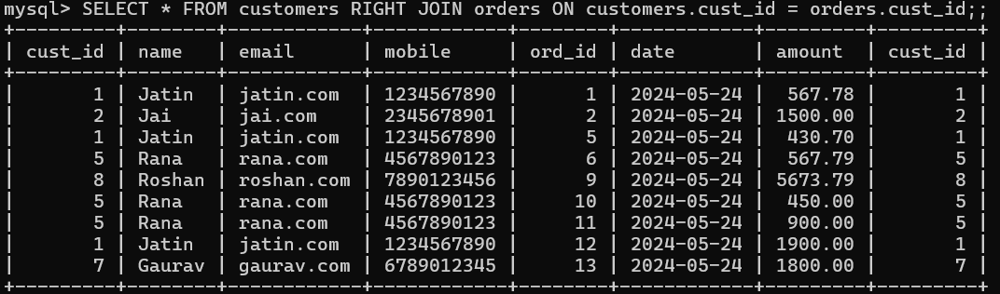 mysql> SELECT * FROM customers RIGHT JOIN orders ON customers.cust_id = orders.cust_id;;
+---------+--------+------------+------------+--------+------------+---------+---------+
| cust_id | name   | email      | mobile     | ord_id | date       | amount  | cust_id |
+---------+--------+------------+------------+--------+------------+---------+---------+
|       1 | Jatin  | jatin.com  | 1234567890 |      1 | 2024-05-24 |  567.78 |       1 |
|       2 | Jai    | jai.com    | 2345678901 |      2 | 2024-05-24 | 1500.00 |       2 |
|       1 | Jatin  | jatin.com  | 1234567890 |      5 | 2024-05-24 |  430.70 |       1 |
|       5 | Rana   | rana.com   | 4567890123 |      6 | 2024-05-24 |  567.79 |       5 |
|       8 | Roshan | roshan.com | 7890123456 |      9 | 2024-05-24 | 5673.79 |       8 |
|       5 | Rana   | rana.com   | 4567890123 |     10 | 2024-05-24 |  450.00 |       5 |
|       5 | Rana   | rana.com   | 4567890123 |     11 | 2024-05-24 |  900.00 |       5 |
|       1 | Jatin  | jatin.com  | 1234567890 |     12 | 2024-05-24 | 1900.00 |       1 |
|       7 | Gaurav | gaurav.com | 6789012345 |     13 | 2024-05-24 | 1800.00 |       7 |
+---------+--------+------------+------------+--------+------------+---------+---------+